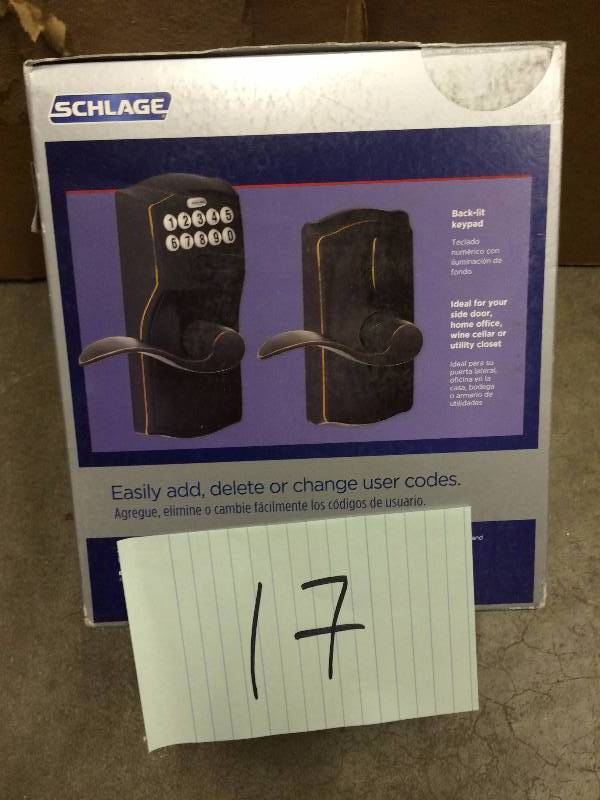 SCHLAGE
1 2 3 4 5
6 7 8 9 0
Back-lit
keypad
Teclado
numérico con
iluminación de
fondo
Ideal for your
side door,
home office,
wine cellar or
utility closet
Ideal para su
puerta lateral,
oficina en la
casa, bodega
o armario de
utilidades
Easily add, delete or change user codes.
Agregue, elimine o cambie fácilmente los códigos de usuario.
and
17